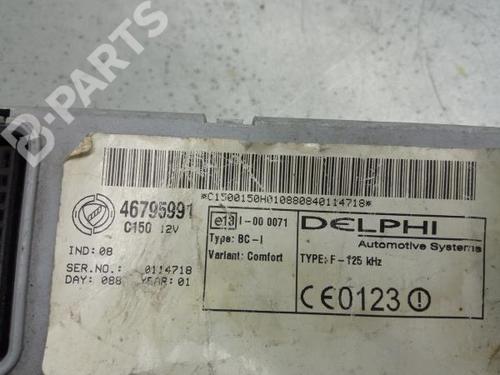 B-PARTS
*C1500150H010880840114718*
46795991
C150 12V
IND: 08
SER.NO.: 0114718
DAY: 088 YEAR: 01
e13 I-00 0071
Type: BC-I
Variant: Comfort
DELPHI
Automotive Systems
TYPE: F-125 kHz
CE0123